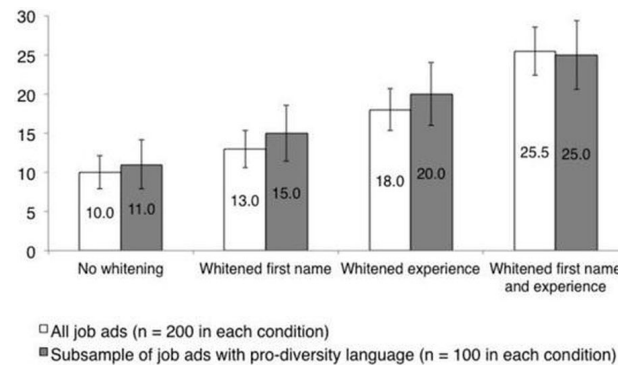 30
25
20
15
10
5
0
10.0 11.0 13.0 15.0 18.0 20.0 25.5 25.0
No whitening Whitened first name Whitened experience Whitened first name
and experience
All job ads (n = 200 in each condition)
Subsample of job ads with pro-diversity language (n = 100 in each condition)